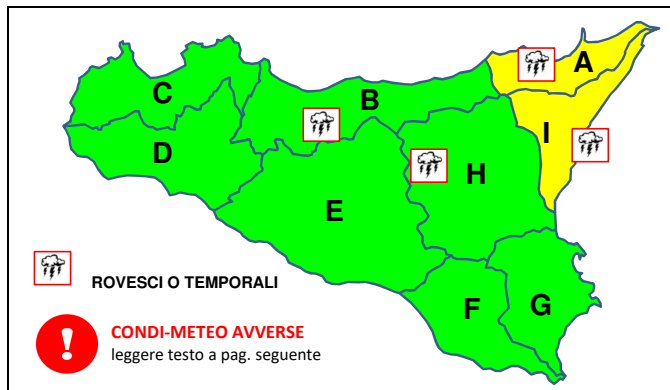 A
C
B
I
D
H
E
F
G
ROVESCI O TEMPORALI
!
CONDI-METEO AVVERSE
leggere testo a pag. seguente